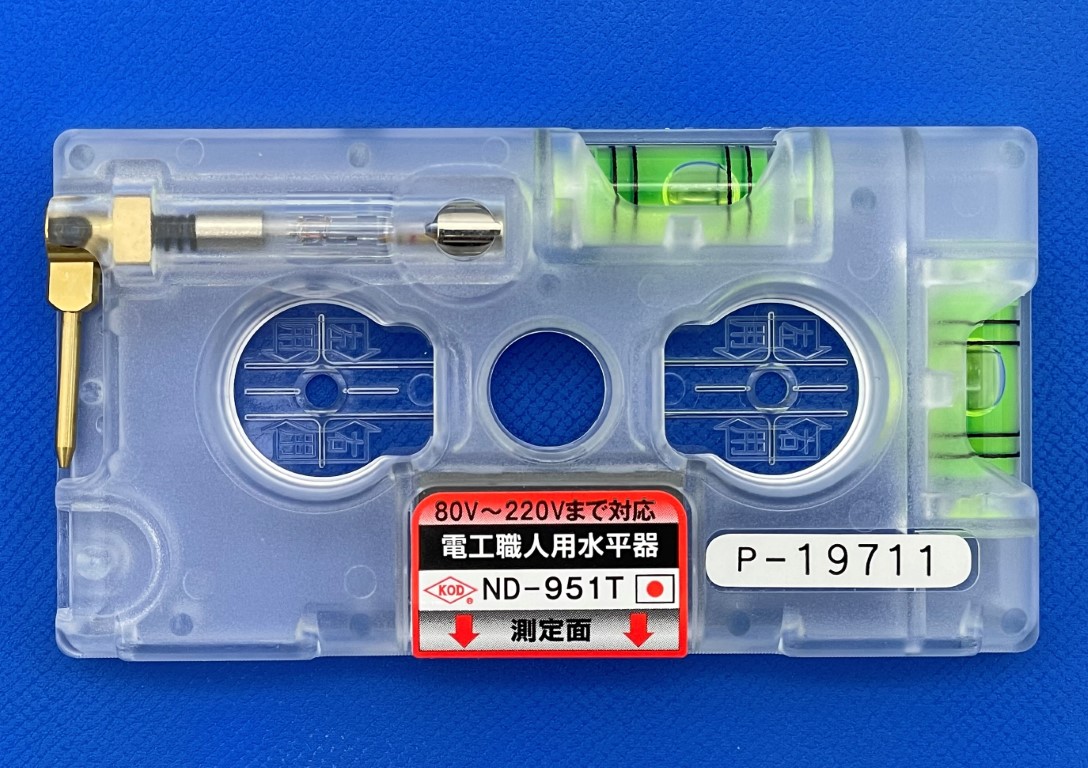 左用
左用
右用
右用
80V～220Vまで対応
電工職人用水平器
KOD® ND-951T
測定面
P-19711